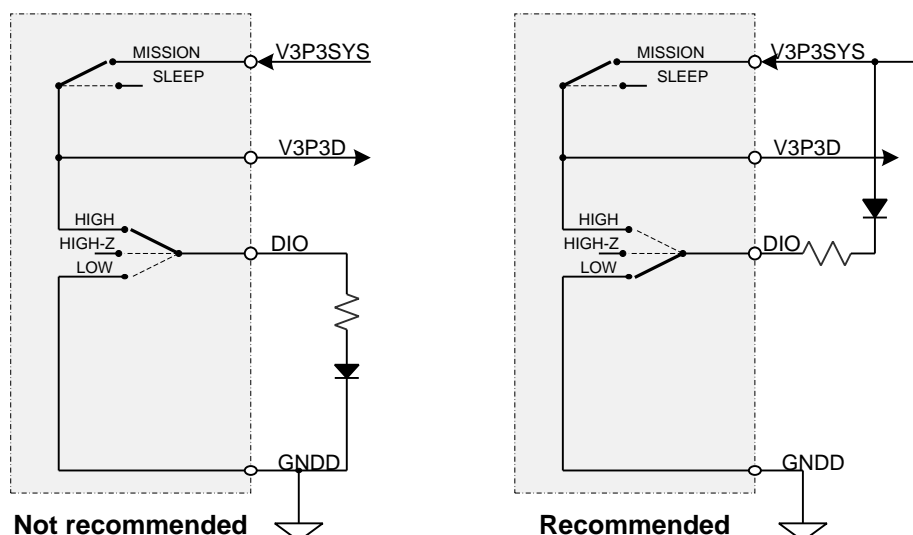 MISSION
V3P3SYS
SLEEP
V3P3D
HIGH
HIGH-Z
LOW
DIO
GNDD
Not recommended
MISSION
V3P3SYS
SLEEP
V3P3D
HIGH
HIGH-Z
LOW
DIO
GNDD
Recommended